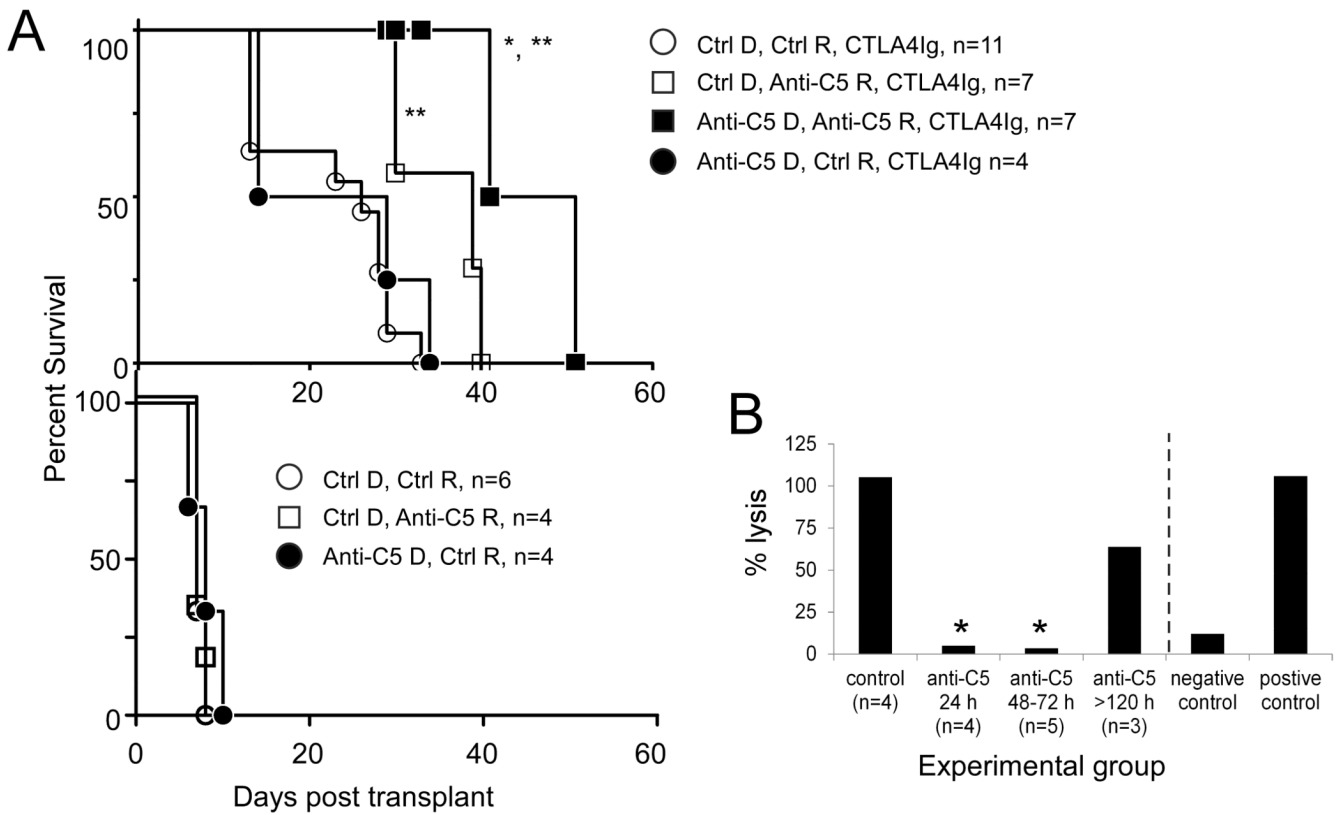 A
100
50
0
20
40
60
*, **
**
Ctrl D, Ctrl R, CTLA4Ig, n=11
Ctrl D, Anti-C5 R, CTLA4Ig, n=7
Anti-C5 D, Anti-C5 R, CTLA4Ig, n=7
Anti-C5 D, Ctrl R, CTLA4Ig n=4
Percent Survival
100
50
0
0
20
40
60
Ctrl D, Ctrl R, n=6
Ctrl D, Anti-C5 R, n=4
Anti-C5 D, Ctrl R, n=4
Days post transplant
B
% lysis
125
100
75
50
25
0
*
*
control
(n=4)
anti-C5
24 h
(n=4)
anti-C5
48-72 h
(n=5)
anti-C5
>120 h
(n=3)
negative
control
postive
control
Experimental group